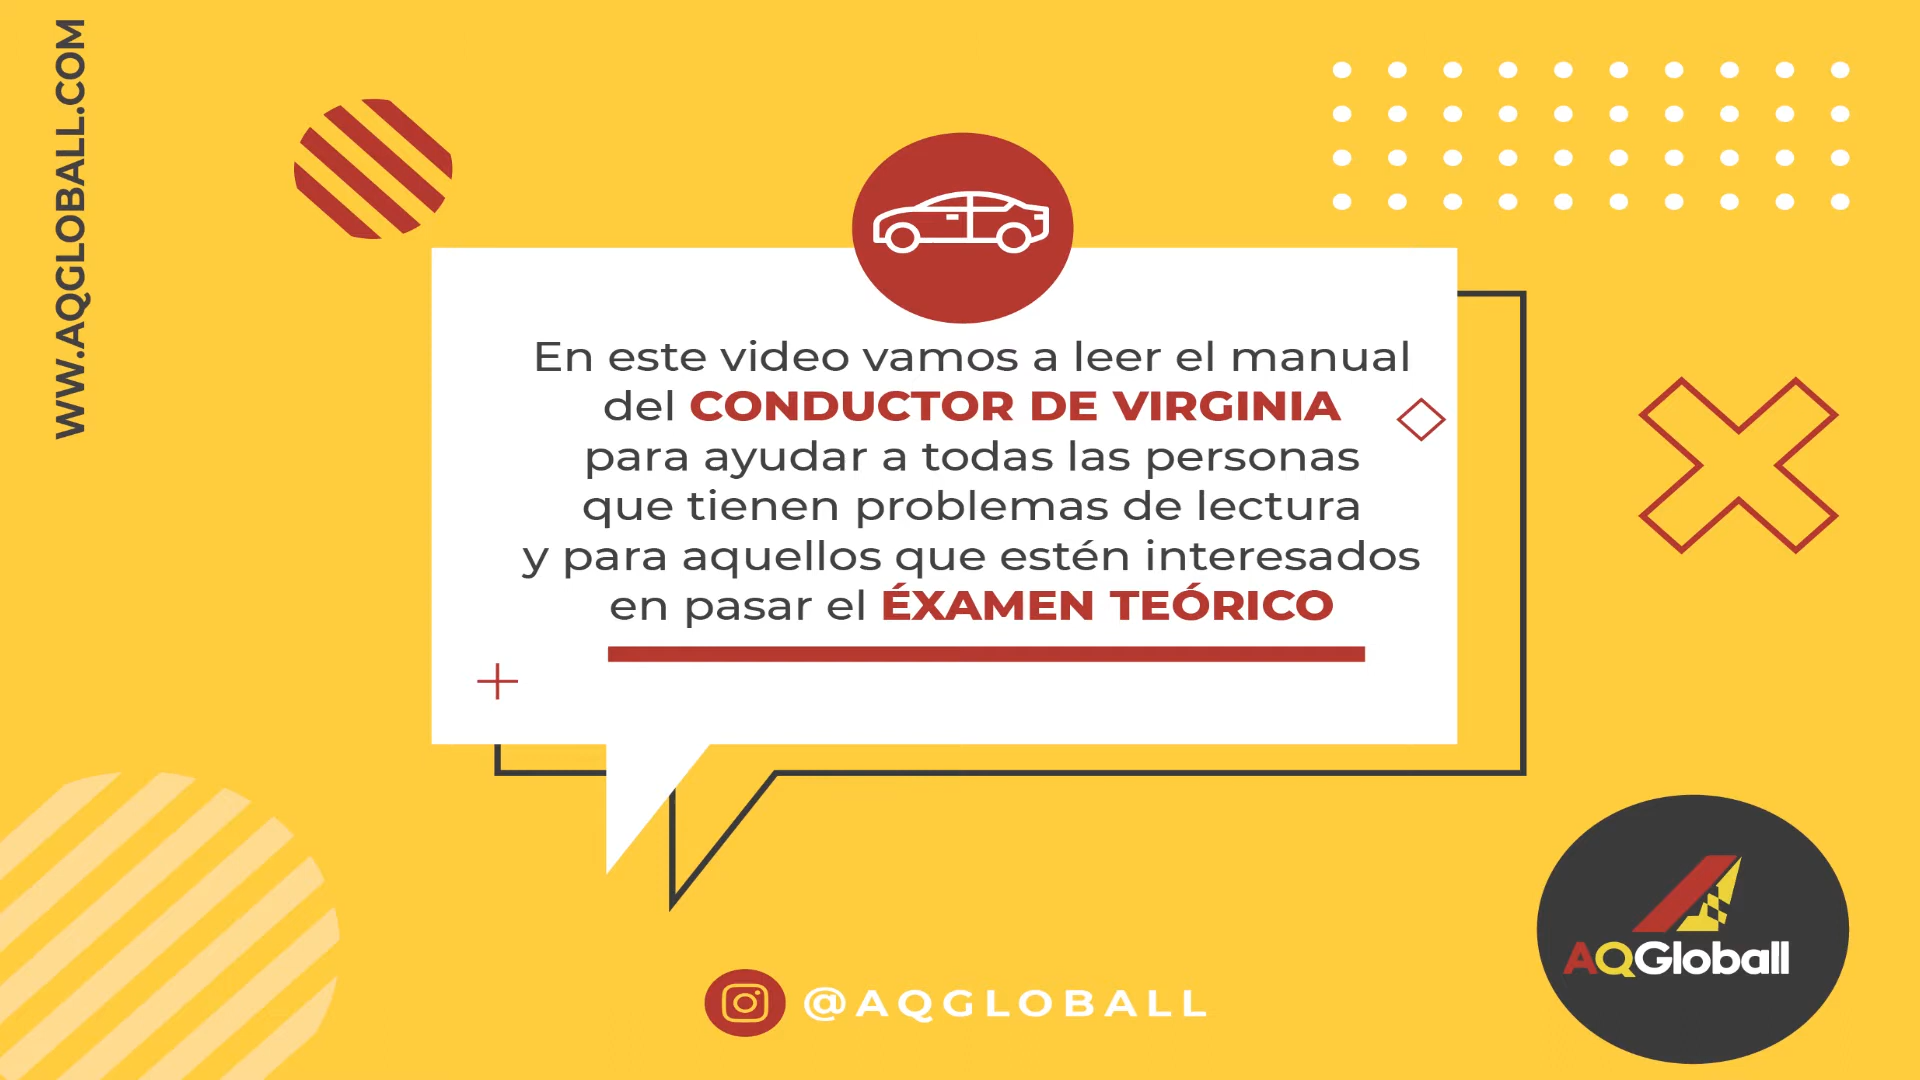 WWW.AQGLOBALL.COM
En este video vamos a leer el manual
del CONDUCTOR DE VIRGINIA
para ayudar a todas las personas
que tienen problemas de lectura
y para aquellos que estén interesados
en pasar el ÉXAMEN TEÓRICO
AQGloball
@AQGLOBALL